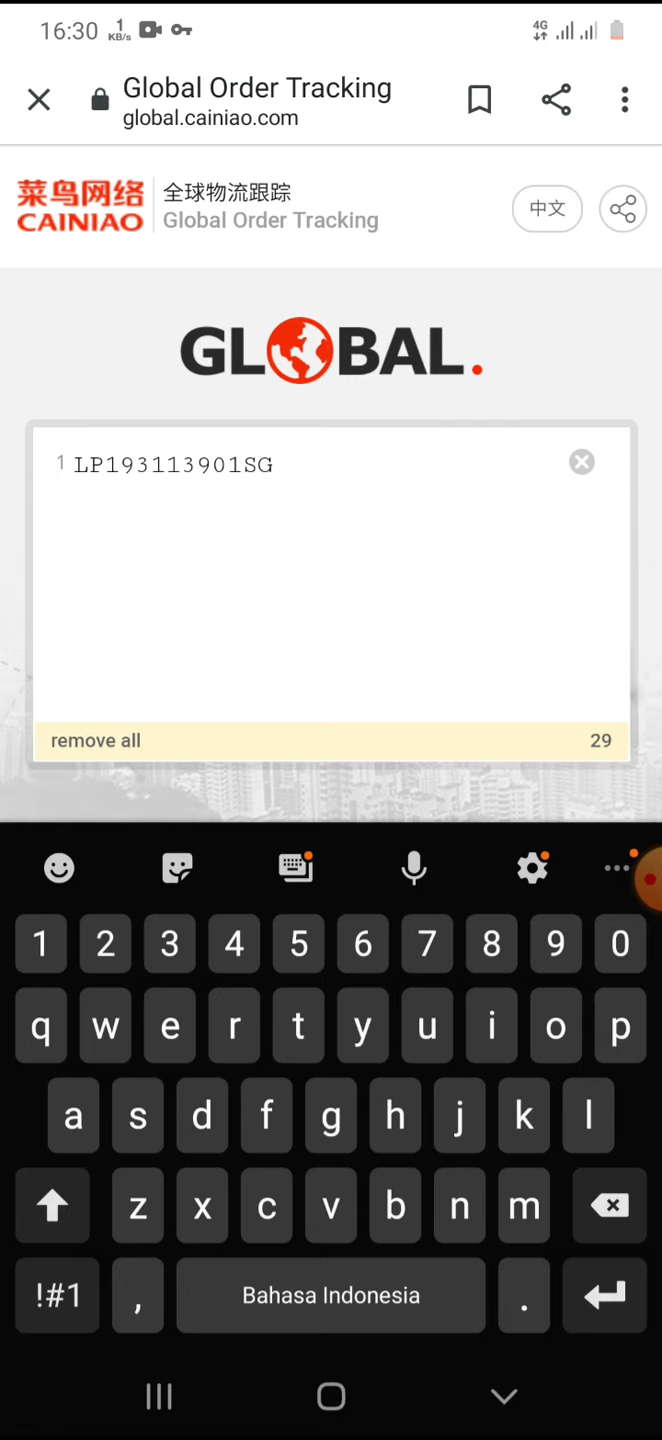 16:30 1 KB/s 4G
Global Order Tracking
global.cainiao.com
菜鸟网络 全球物流跟踪
CAINIAO Global Order Tracking 中文
GLOBAL.
1 LP193113901SG
remove all 29
1 2 3 4 5 6 7 8 9 0
q w e r t y u i o p
a s d f g h j k l
z x c v b n m
!#1 , Bahasa Indonesia .